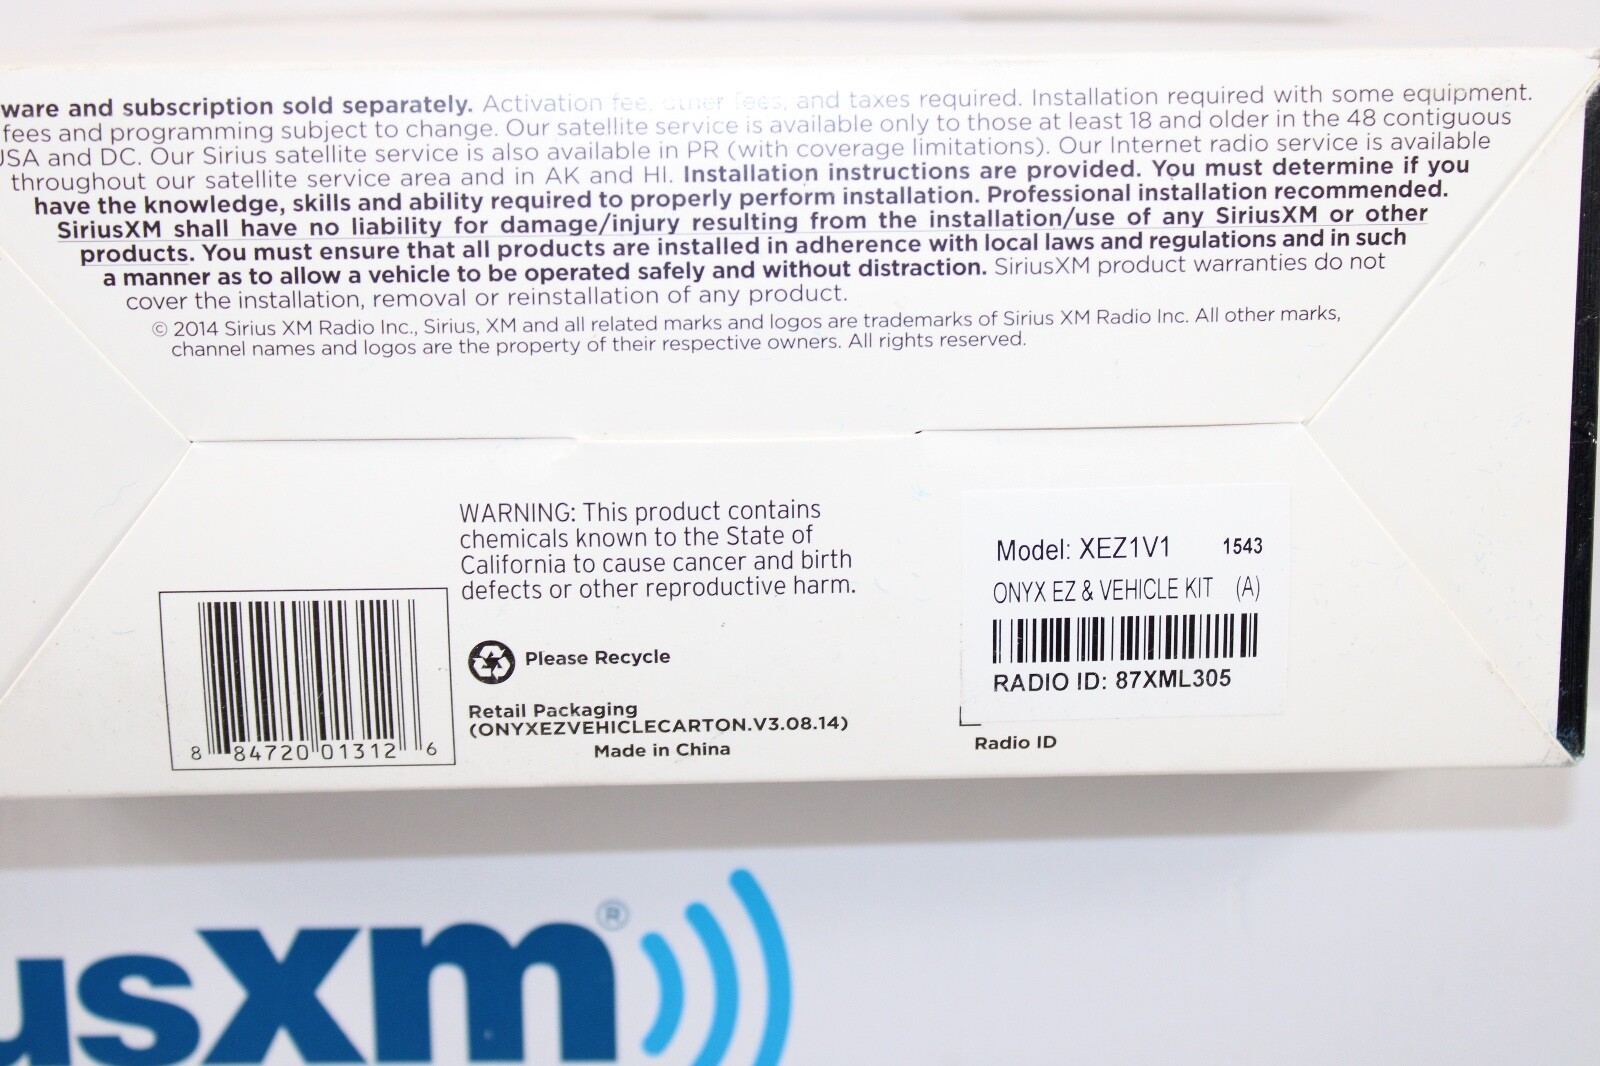 ware and subscription sold separately. Activation fee, other fees, and taxes required. Installation required with some equipment.
fees and programming subject to change. Our satellite service is available only to those at least 18 and older in the 48 contiguous
USA and DC. Our Sirius satellite service is also available in PR (with coverage limitations). Our Internet radio service is available
throughout our satellite service area and in AK and HI. Installation instructions are provided. You must determine if you
have the knowledge, skills and ability required to properly perform installation. Professional installation recommended.
SiriusXM shall have no liability for damage/injury resulting from the installation/use of any SiriusXM or other
products. You must ensure that all products are installed in adherence with local laws and regulations and in such
a manner as to allow a vehicle to be operated safely and without distraction. SiriusXM product warranties do not
cover the installation, removal or reinstallation of any product.
© 2014 Sirius XM Radio Inc., Sirius, XM and all related marks and logos are trademarks of Sirius XM Radio Inc. All other marks,
channel names and logos are the property of their respective owners. All rights reserved.
WARNING: This product contains
chemicals known to the State of
California to cause cancer and birth
defects or other reproductive harm.
Please Recycle
Retail Packaging
(ONYXEZVEHICLECARTON.V3.08.14)
Made in China
8 84720 01312 6
Model: XEZ1V1 1543
ONYX EZ & VEHICLE KIT (A)
RADIO ID: 87XML305
Radio ID
usxm®